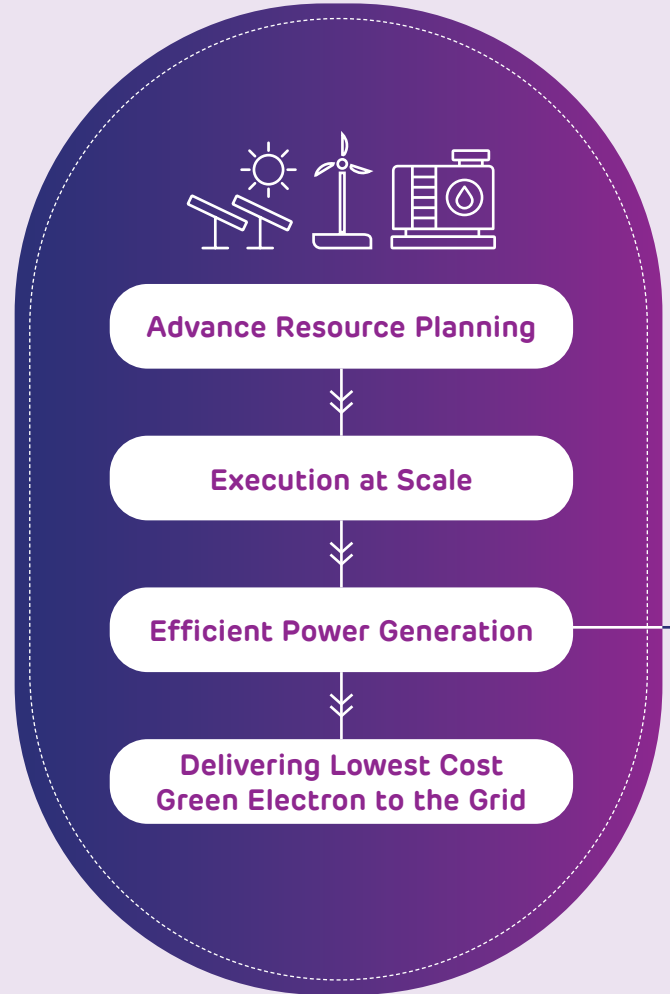 Advance Resource Planning
Execution at Scale
Efficient Power Generation
Delivering Lowest Cost
Green Electron to the Grid